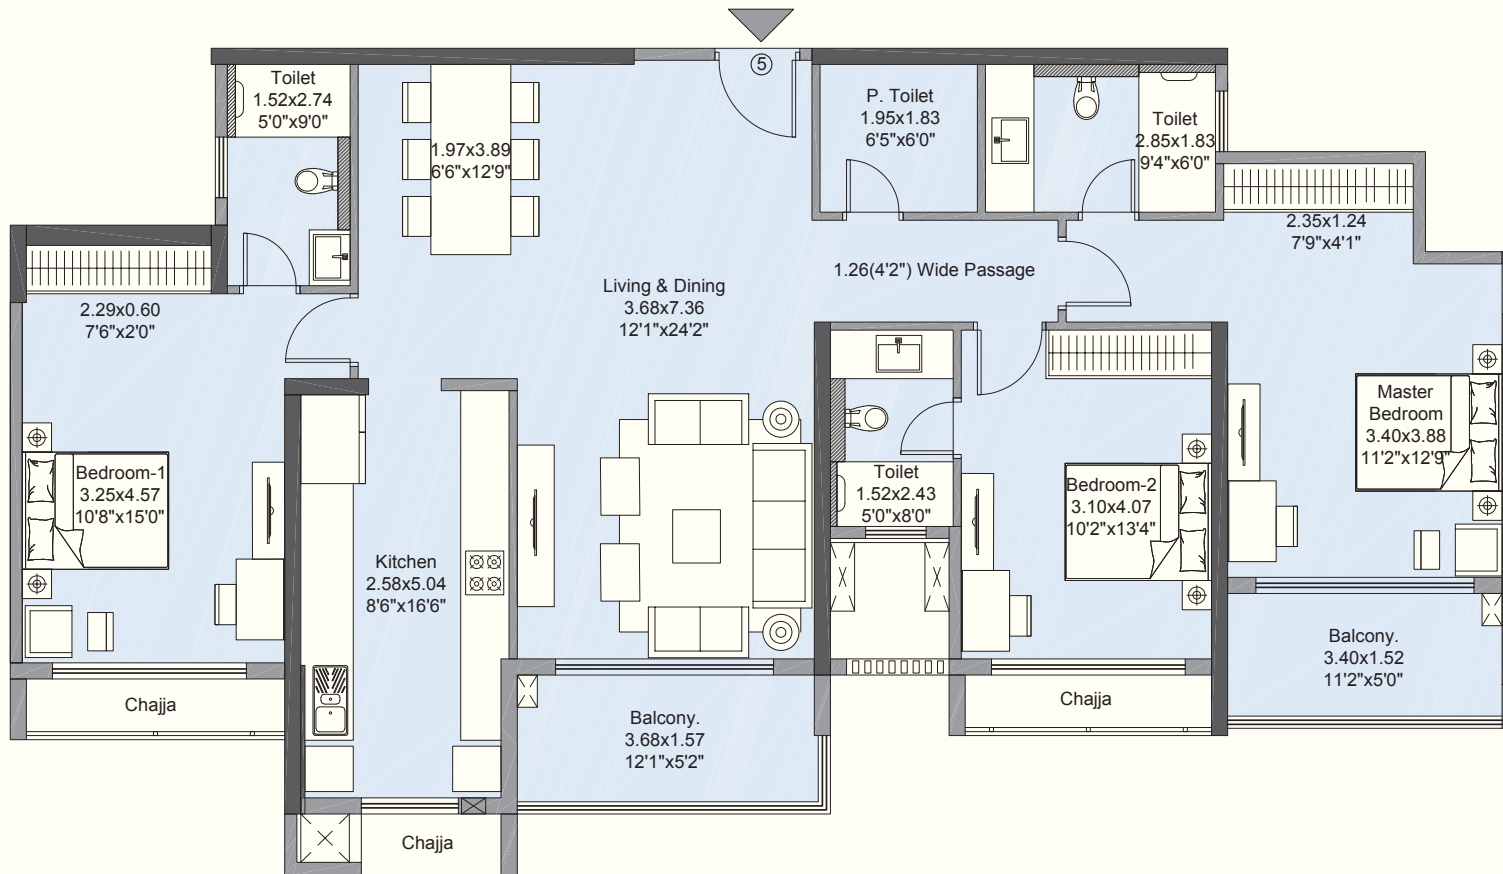 5
Toilet
1.52x2.74
5'0"x9'0"
1.97x3.89
6'6"x12'9"
P. Toilet
1.95x1.83
6'5"x6'0"
Toilet
2.85x1.83
9'4"x6'0"
2.35x1.24
7'9"x4'1"
2.29x0.60
7'6"x2'0"
Living & Dining
3.68x7.36
12'1"x24'2"
1.26(4'2") Wide Passage
Master
Bedroom
3.40x3.88
11'2"x12'9"
Bedroom-1
3.25x4.57
10'8"x15'0"
Toilet
1.52x2.43
5'0"x8'0"
Bedroom-2
3.10x4.07
10'2"x13'4"
Kitchen
2.58x5.04
8'6"x16'6"
Balcony.
3.40x1.52
11'2"x5'0"
Chajja
Balcony.
3.68x1.57
12'1"x5'2"
Chajja
Chajja